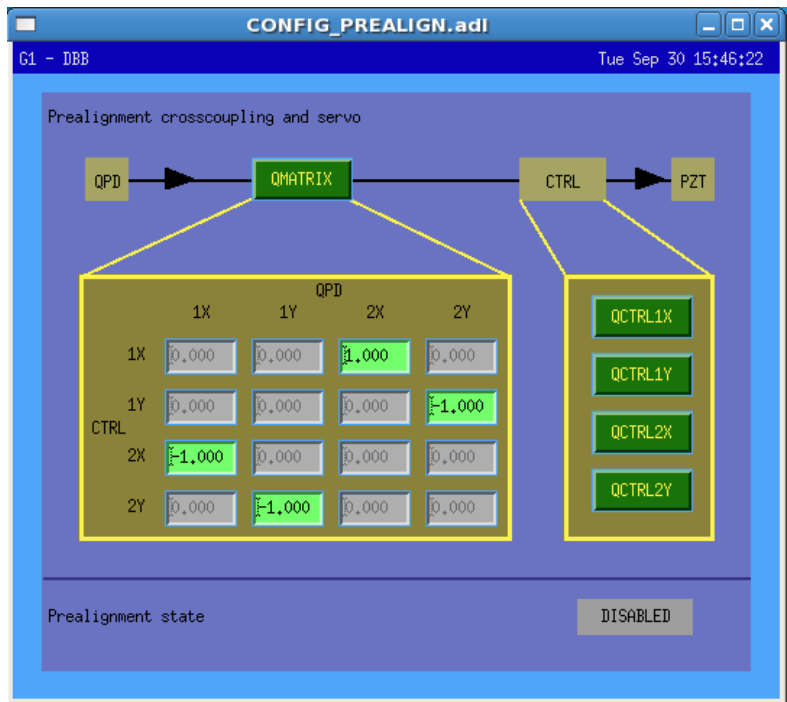 CONFIG_PREALIGN.adl
G1 - DBB Tue Sep 30 15:46:22
Prealignment crosscoupling and servo
QPD QMATRIX CTRL PZT
QPD
1X 1Y 2X 2Y
1X 0.000 0.000 1.000 0.000
1Y 0.000 0.000 0.000 -1.000
CTRL
2X -1.000 0.000 0.000 0.000
2Y 0.000 -1.000 0.000 0.000
QCTRL1X
QCTRL1Y
QCTRL2X
QCTRL2Y
Prealignment state DISABLED